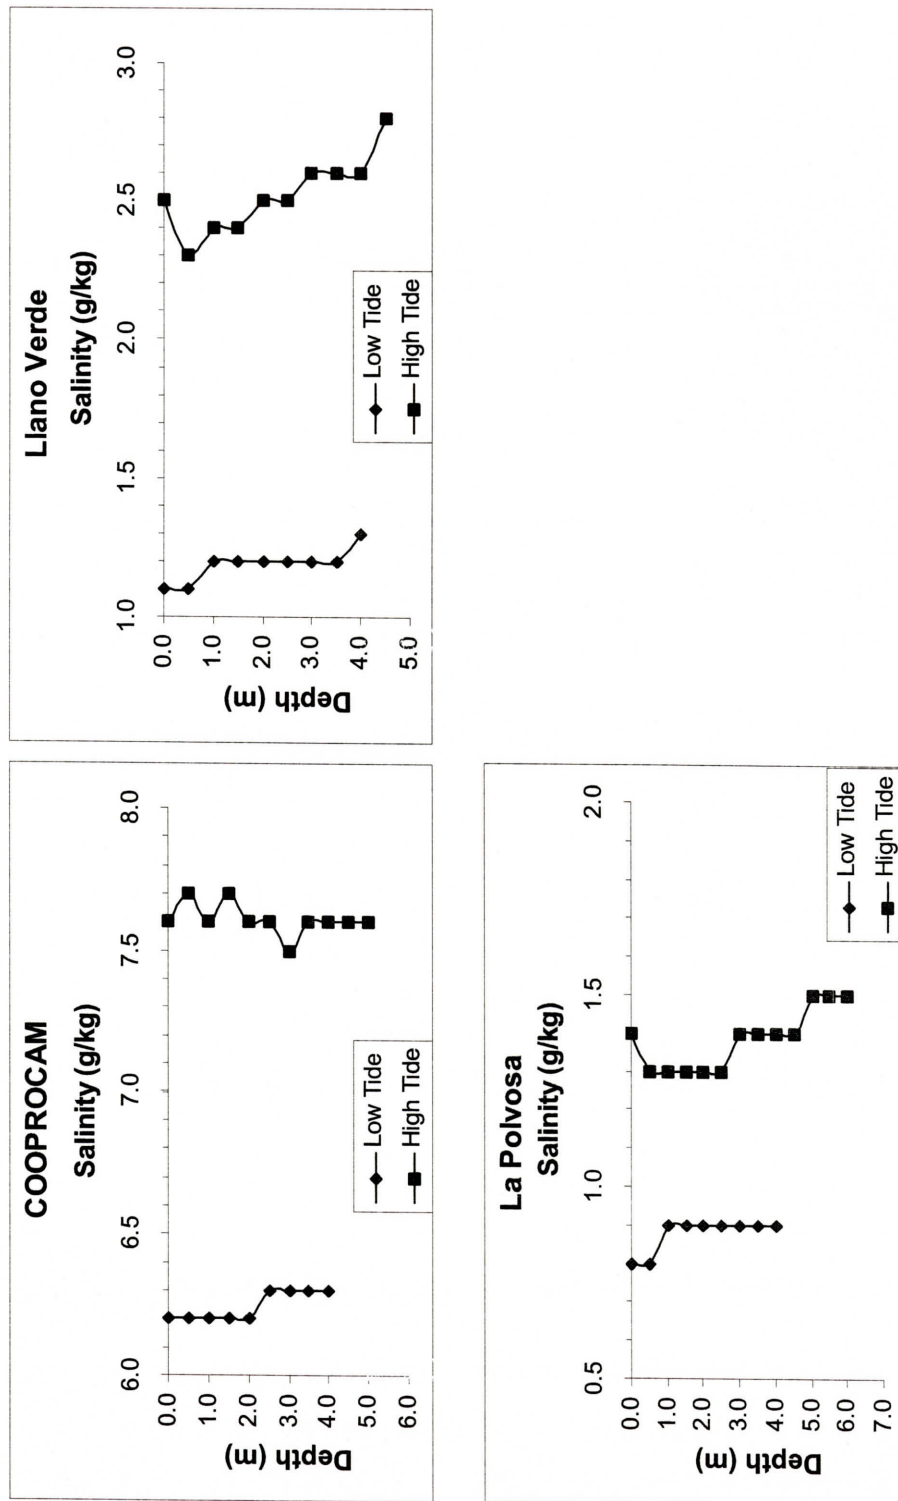 COOPROCAM
Salinity (g/kg)
6.0 6.5 7.0 7.5 8.0
0.0
1.0
2.0
3.0
4.0
5.0
6.0
Depth (m)
Low Tide
High Tide
Llano Verde
Salinity (g/kg)
1.0 1.5 2.0 2.5 3.0
0.0
1.0
2.0
3.0
4.0
5.0
Depth (m)
Low Tide
High Tide
La Polvosa
Salinity (g/kg)
0.5 1.0 1.5 2.0
0.0
1.0
2.0
3.0
4.0
5.0
6.0
7.0
Depth (m)
Low Tide
High Tide